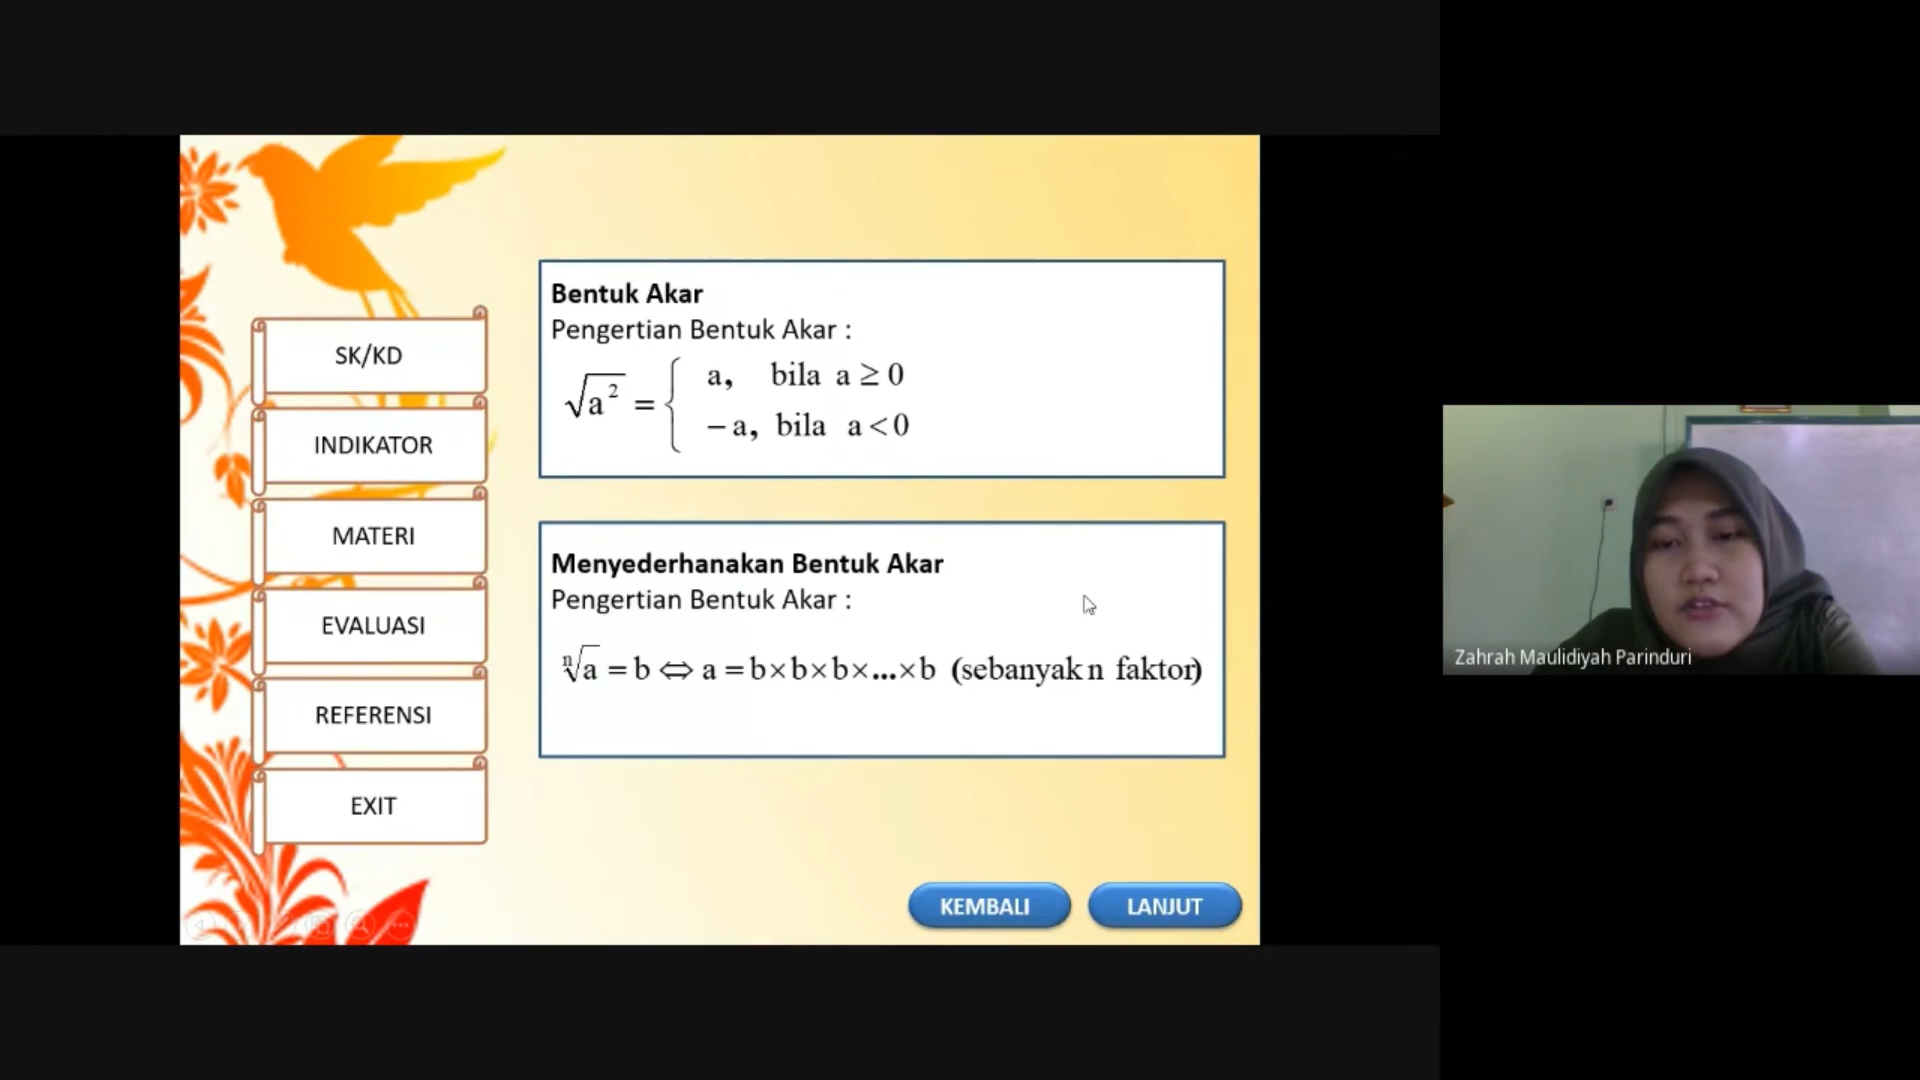 SK/KD
INDIKATOR
MATERI
EVALUASI
REFERENSI
EXIT
Bentuk Akar
Pengertian Bentuk Akar :
√a² = { a, bila a ≥ 0
− a, bila a < 0
Menyederhanakan Bentuk Akar
Pengertian Bentuk Akar :
ⁿ√a = b ⇔ a = b × b × b × ... × b (sebanyak n faktor)
KEMBALI
LANJUT
Zahrah Maulidiyah Parinduri